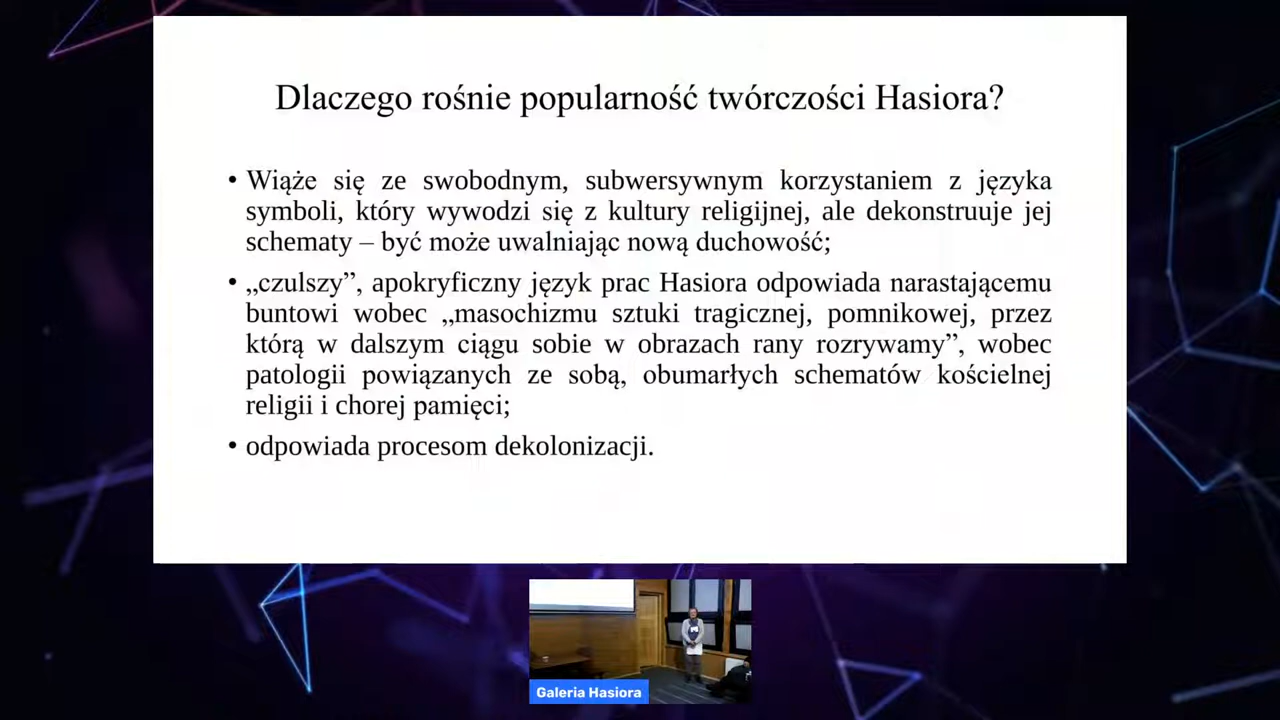 Dlaczego rośnie popularność twórczości Hasiora?
• Wiąże się ze swobodnym, subwersywnym korzystaniem z języka
symboli, który wywodzi się z kultury religijnej, ale dekonstruuje jej
schematy – być może uwalniając nową duchowość;
• „czulszy”, apokryficzny język prac Hasiora odpowiada narastającemu
buntowi wobec „masochizmu sztuki tragicznej, pomnikowej, przez
którą w dalszym ciągu sobie w obrazach rany rozrywamy”, wobec
patologii powiązanych ze sobą, obumarłych schematów kościelnej
religii i chorej pamięci;
• odpowiada procesom dekolonizacji.
Galeria Hasiora